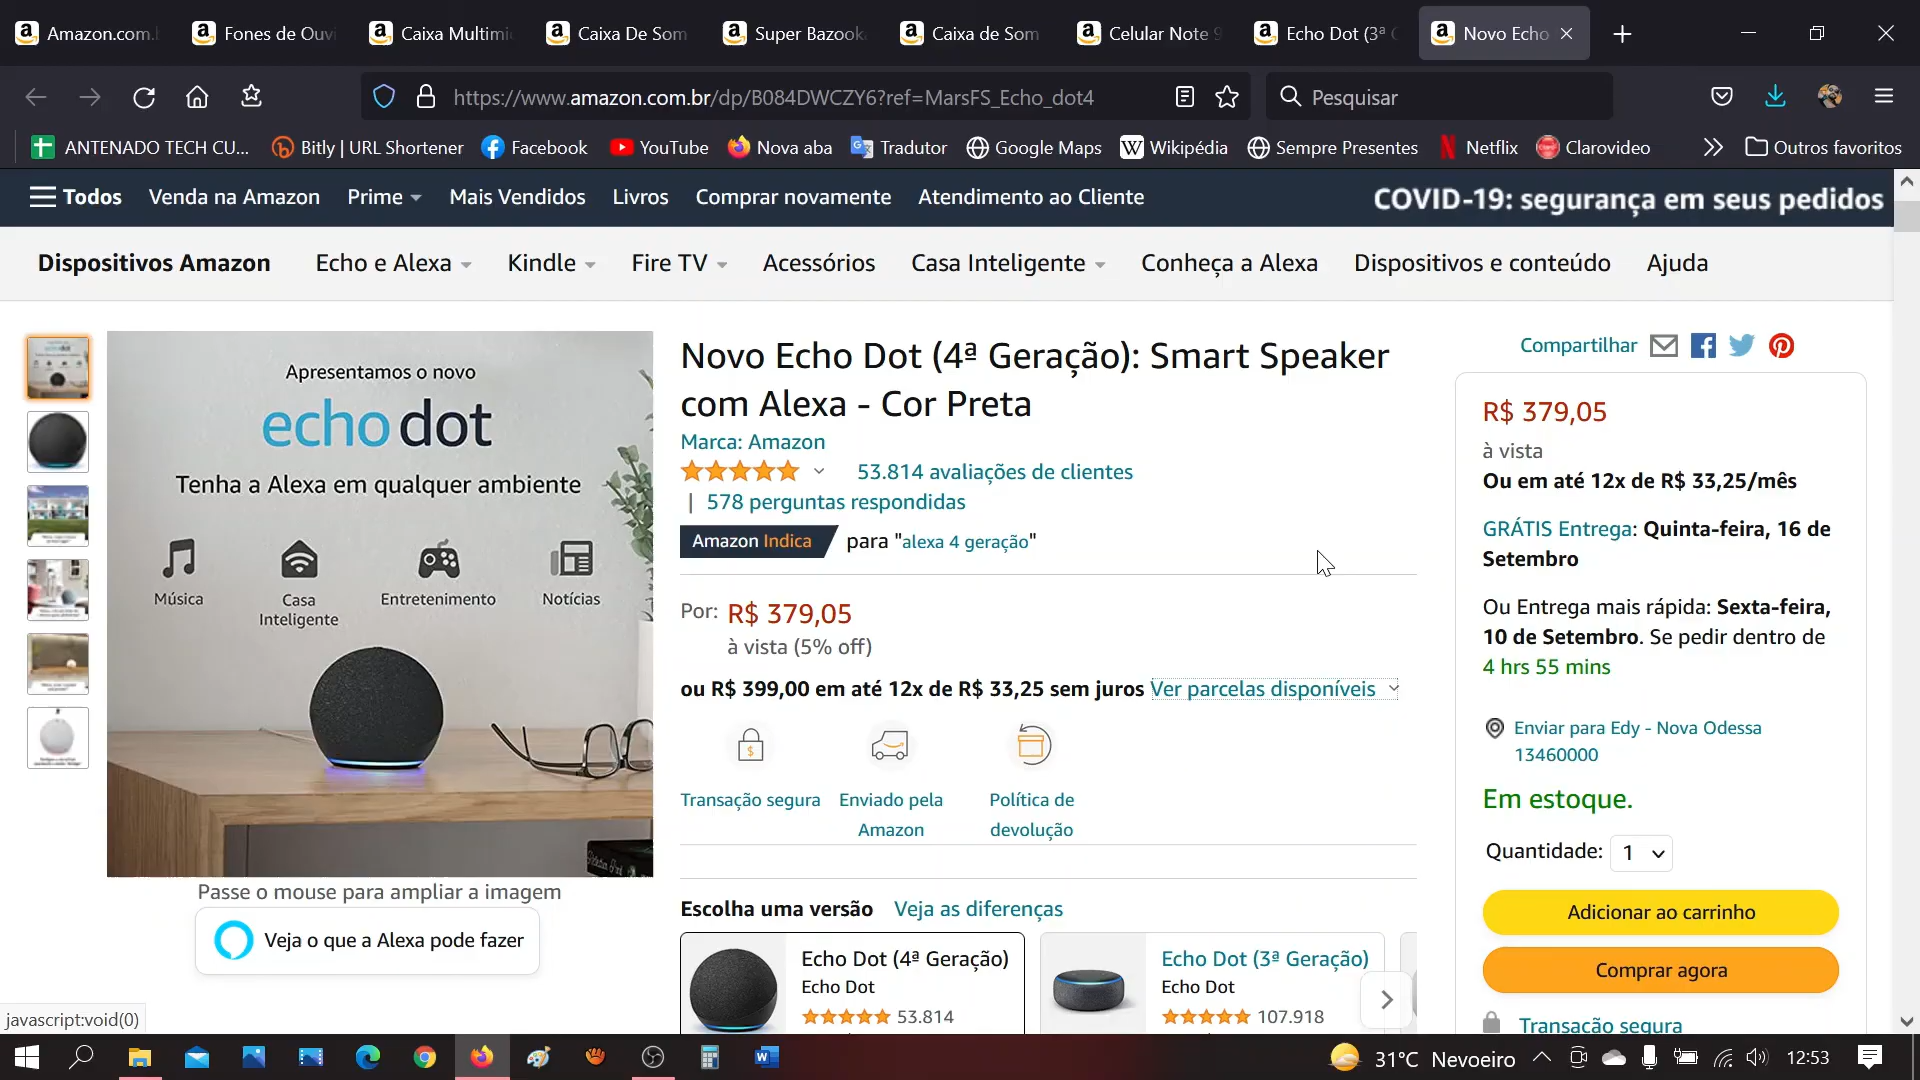 Amazon.com.b
Fones de Ouvi
Caixa Multimi
Caixa De Som
Super Bazook
Caixa de Som
Celular Note 9
Echo Dot (3ª G
Novo Echo
https://www.amazon.com.br/dp/B084DWCZY6?ref=MarsFS_Echo_dot4
Pesquisar
ANTENADO TECH CU...
Bitly | URL Shortener
Facebook
YouTube
Nova aba
Tradutor
Google Maps
Wikipédia
Sempre Presentes
Netflix
Clarovideo
Outros favoritos
Todos
Venda na Amazon
Prime
Mais Vendidos
Livros
Comprar novamente
Atendimento ao Cliente
COVID-19: segurança em seus pedidos
Dispositivos Amazon
Echo e Alexa
Kindle
Fire TV
Acessórios
Casa Inteligente
Conheça a Alexa
Dispositivos e conteúdo
Ajuda
Apresentamos o novo
echo dot
Tenha a Alexa em qualquer ambiente
Música
Casa
Inteligente
Entretenimento
Notícias
Passe o mouse para ampliar a imagem
Veja o que a Alexa pode fazer
Novo Echo Dot (4ª Geração): Smart Speaker
com Alexa - Cor Preta
Marca: Amazon
53.814 avaliações de clientes
| 578 perguntas respondidas
Amazon Indica para "alexa 4 geração"
Por: R$ 379,05
à vista (5% off)
ou R$ 399,00 em até 12x de R$ 33,25 sem juros Ver parcelas disponíveis
Transação segura
Enviado pela
Amazon
Política de
devolução
Escolha uma versão Veja as diferenças
Echo Dot (4ª Geração)
Echo Dot
53.814
Echo Dot (3ª Geração)
Echo Dot
107.918
Compartilhar
R$ 379,05
à vista
Ou em até 12x de R$ 33,25/mês
GRÁTIS Entrega: Quinta-feira, 16 de
Setembro
Ou Entrega mais rápida: Sexta-feira,
10 de Setembro. Se pedir dentro de
4 hrs 55 mins
Enviar para Edy - Nova Odessa
13460000
Em estoque.
Quantidade: 1
Adicionar ao carrinho
Comprar agora
Transação segura
javascript:void(0)
31°C Nevoeiro
12:53